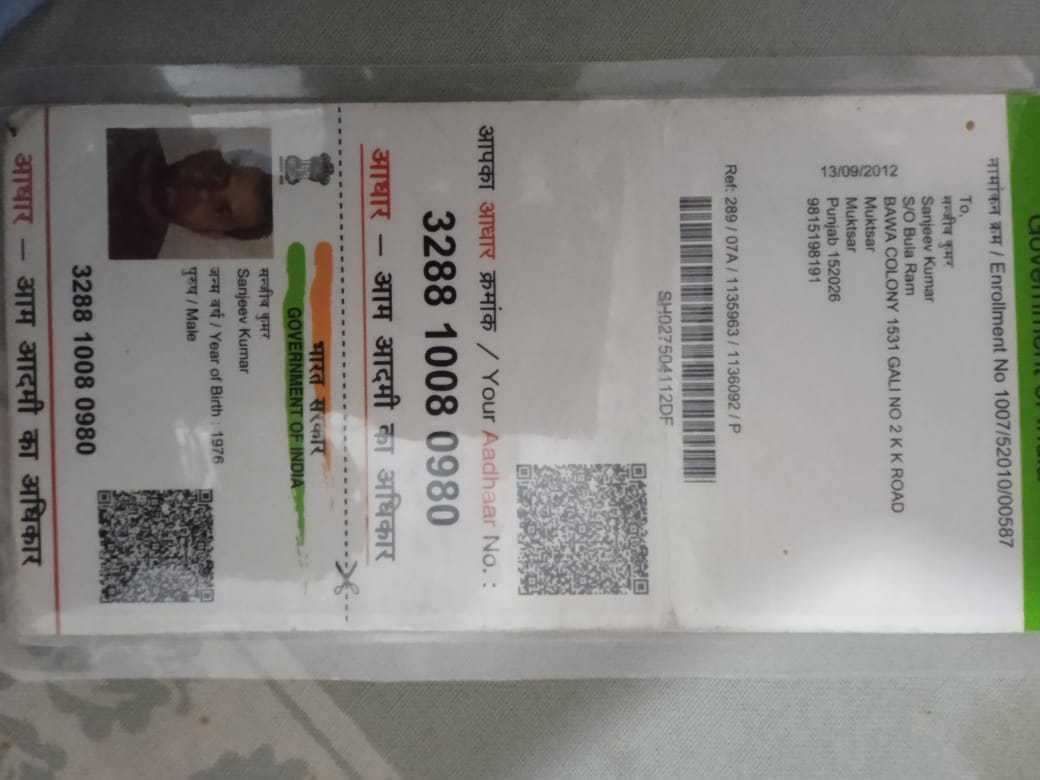 नामांकन क्रम / Enrollment No 1007/52010/00587
To,
Sanjeev Kumar
S/O Bula Ram
BAWA COLONY 1531 GALI NO 2 K K ROAD
Muktsar
Muktsar
Punjab 152026
9815198191
13/09/2012
Ref: 289 / 07A / 1135963 / 1136092 / P
SH027504112DF
आपका आधार क्रमांक / Your Aadhaar No. :
3288 1008 0980
आधार – आम आदमी का अधिकार
भारत सरकार
GOVERNMENT OF INDIA
Sanjeev Kumar
जन्म वर्ष / Year of Birth : 1976
पुरुष / Male
3288 1008 0980
आधार – आम आदमी का अधिकार